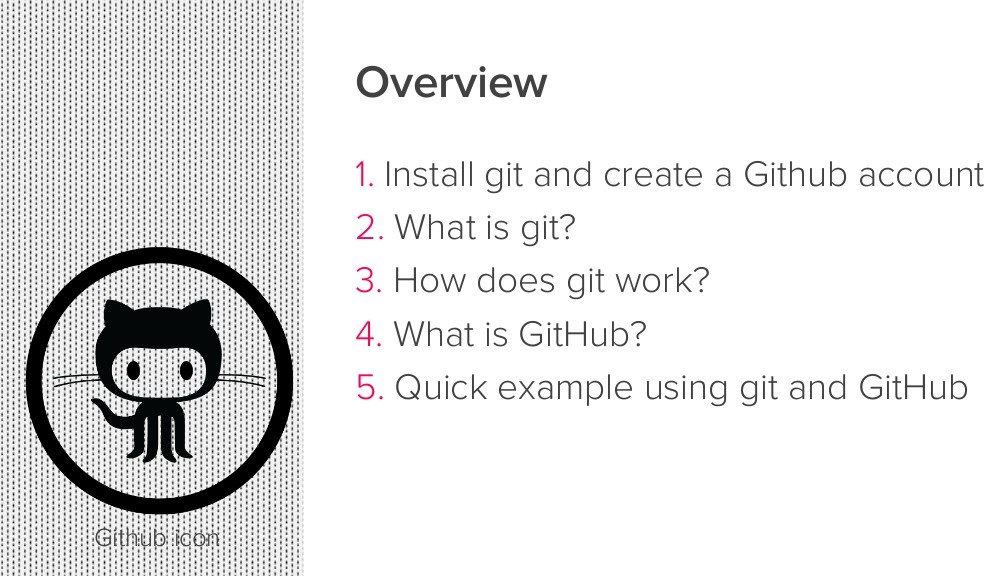 Overview
1. Install git and create a Github account
2. What is git?
3. How does git work?
4. What is GitHub?
5. Quick example using git and GitHub
Github icon